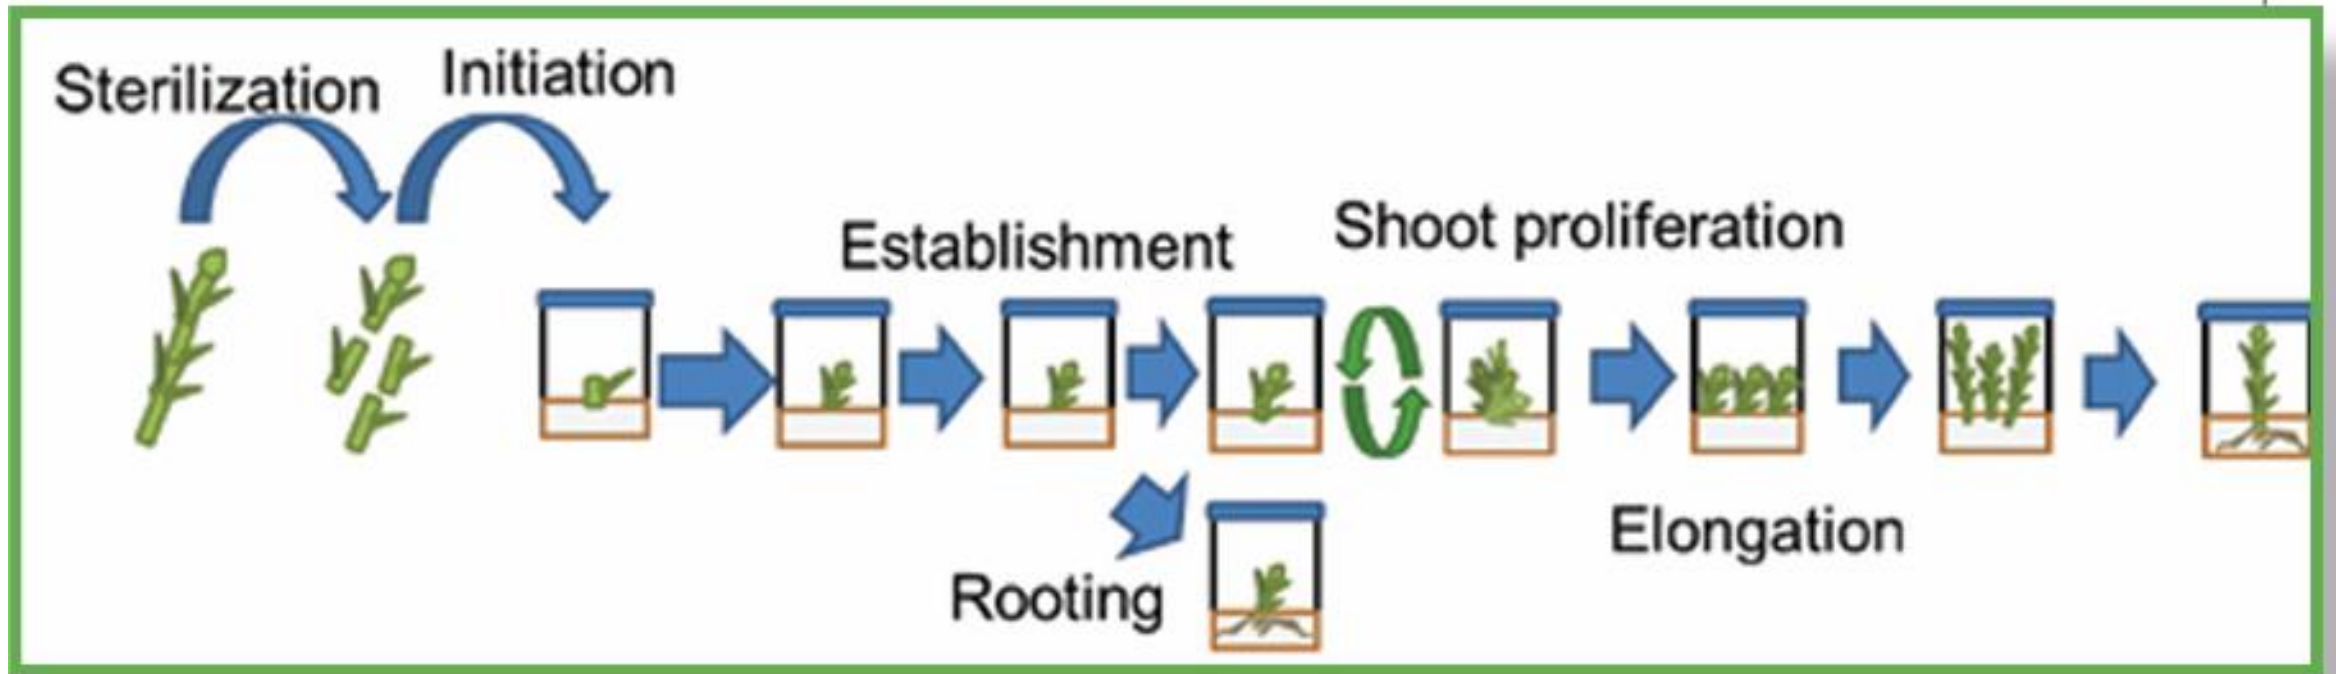 Sterilization
Initiation
Establishment
Shoot proliferation
Rooting
Elongation